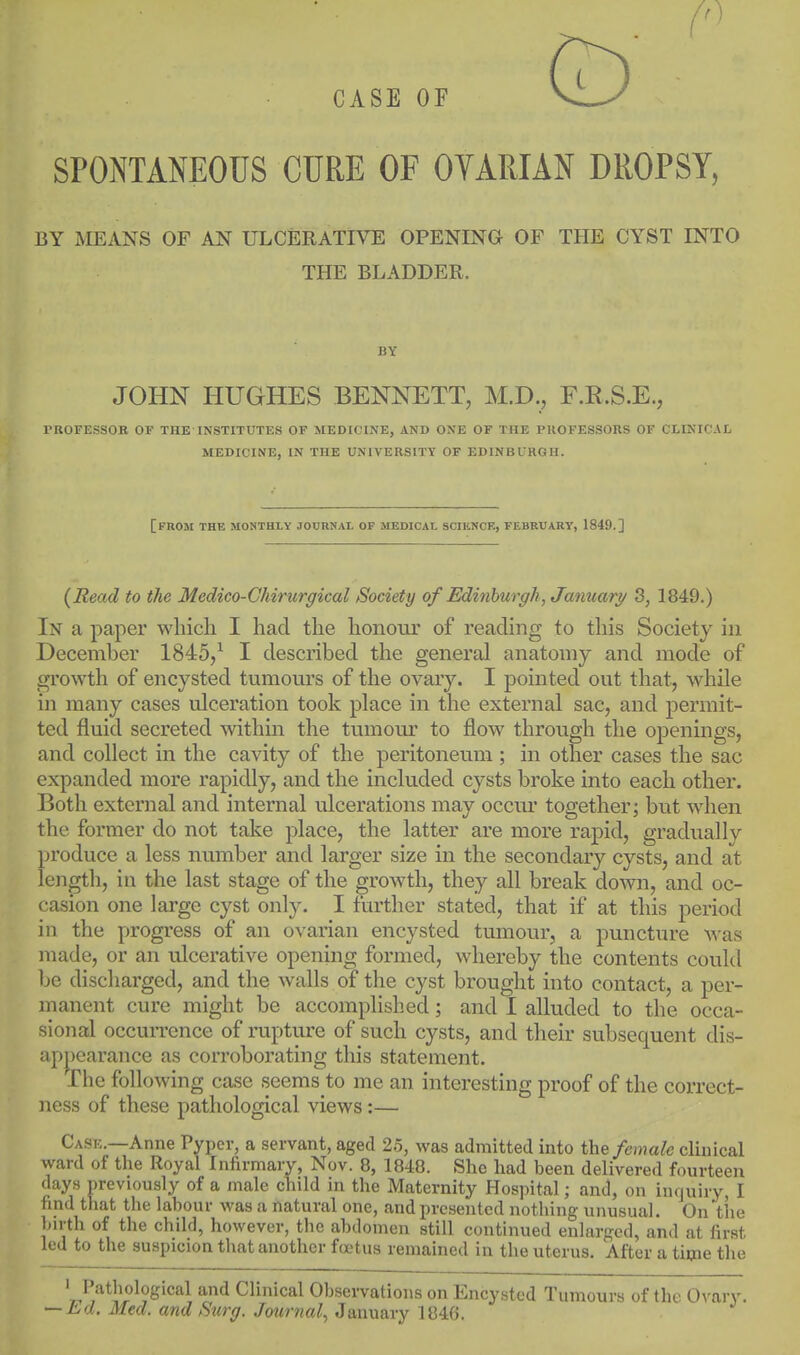 CASE OF
SPONTANEOUS CURE OF OVARIAN DROPSY,
BY MEANS OF AN ULCERATIVE OPENING OF THE CYST INTO
THE BLADDER.
BY
JOHN HUGHES BENNETT, M.D., F.R.S.E.,
PROFESSOR OF THE INSTITUTES OF MEDICINE, AND ONE OF THE PROFESSORS OF CLINICAL
MEDICINE, IN THE UNIVERSITY OF EDINBURGH.
[FROM THE MONTHLY JOURNAL OF MEDICAL SCIENCE, FEBRUARY, 1849.]
(Read to the Medico-Chirurgical Society of Edinburgh, January 3, 1849.)
In a paper which I had the honour of reading to this Society in
December 1845,¹ I described the general anatomy and mode of
growth of encysted tumours of the ovary. I pointed out that, while
in many cases ulceration took place in the external sac, and permit-
ted fluid secreted within the tumour to flow through the openings,
and collect in the cavity of the peritoneum; in other cases the sac
expanded more rapidly, and the included cysts broke into each other.
Both external and internal ulcerations may occur together; but when
the former do not take place, the latter are more rapid, gradually
produce a less number and larger size in the secondary cysts, and at
length, in the last stage of the growth, they all break down, and oc-
casion one large cyst only. I further stated, that if at this period
in the progress of an ovarian encysted tumour, a puncture was
made, or an ulcerative opening formed, whereby the contents could
be discharged, and the walls of the cyst brought into contact, a per-
manent cure might be accomplished; and I alluded to the occa-
sional occurrence of rupture of such cysts, and their subsequent dis-
appearance as corroborating this statement.
The following case seems to me an interesting proof of the correct-
ness of these pathological views:—
Case.—Anne Pyper, a servant, aged 25, was admitted into the female clinical
ward of the Royal Infirmary, Nov. 8, 1848. She had been delivered fourteen
days previously of a male child in the Maternity Hospital; and, on inquiry, I
find that the labour was a natural one, and presented nothing unusual. On the
birth of the child, however, the abdomen still continued enlarged, and at first
led to the suspicion that another fœtus remained in the uterus. After a time the
¹ Pathological and Clinical Observations on Encysted Tumours of the Ovary.
—Ed. Med. and Surg. Journal, January 1846.